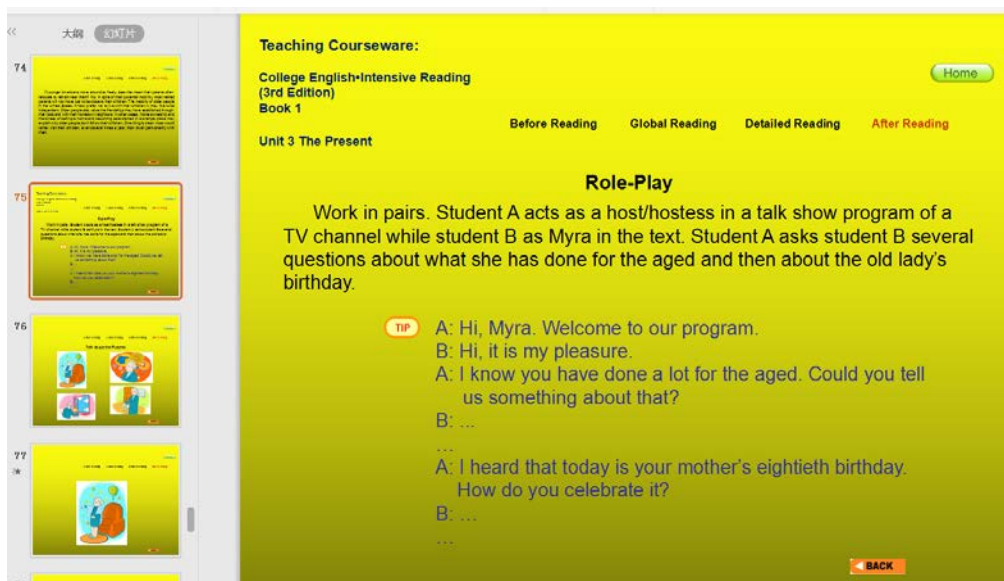 大纲
幻灯片
74
75
76
77
Teaching Courseware:
College English•Intensive Reading
(3rd Edition)
Book 1
Unit 3 The Present
Home
Before Reading Global Reading Detailed Reading After Reading
Role-Play
Work in pairs. Student A acts as a host/hostess in a talk show program of a
TV channel while student B as Myra in the text. Student A asks student B several
questions about what she has done for the aged and then about the old lady's
birthday.
TIP
A: Hi, Myra. Welcome to our program.
B: Hi, it is my pleasure.
A: I know you have done a lot for the aged. Could you tell
us something about that?
B: ...
...
A: I heard that today is your mother's eightieth birthday.
How do you celebrate it?
B: ...
...
BACK